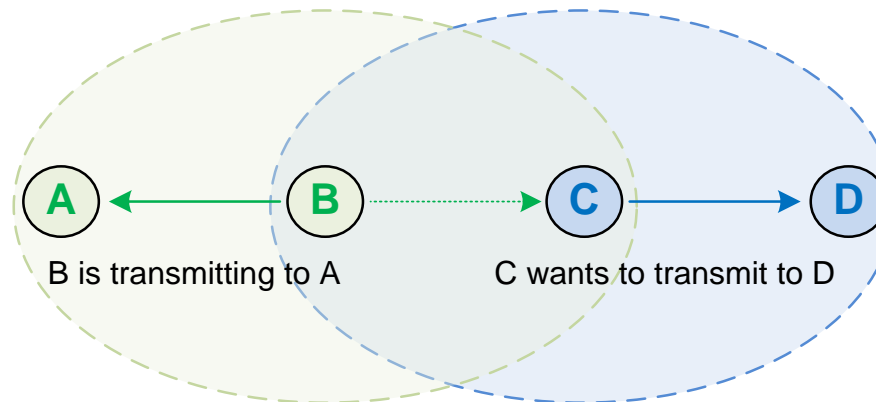 A B C D
B is transmitting to A C wants to transmit to D